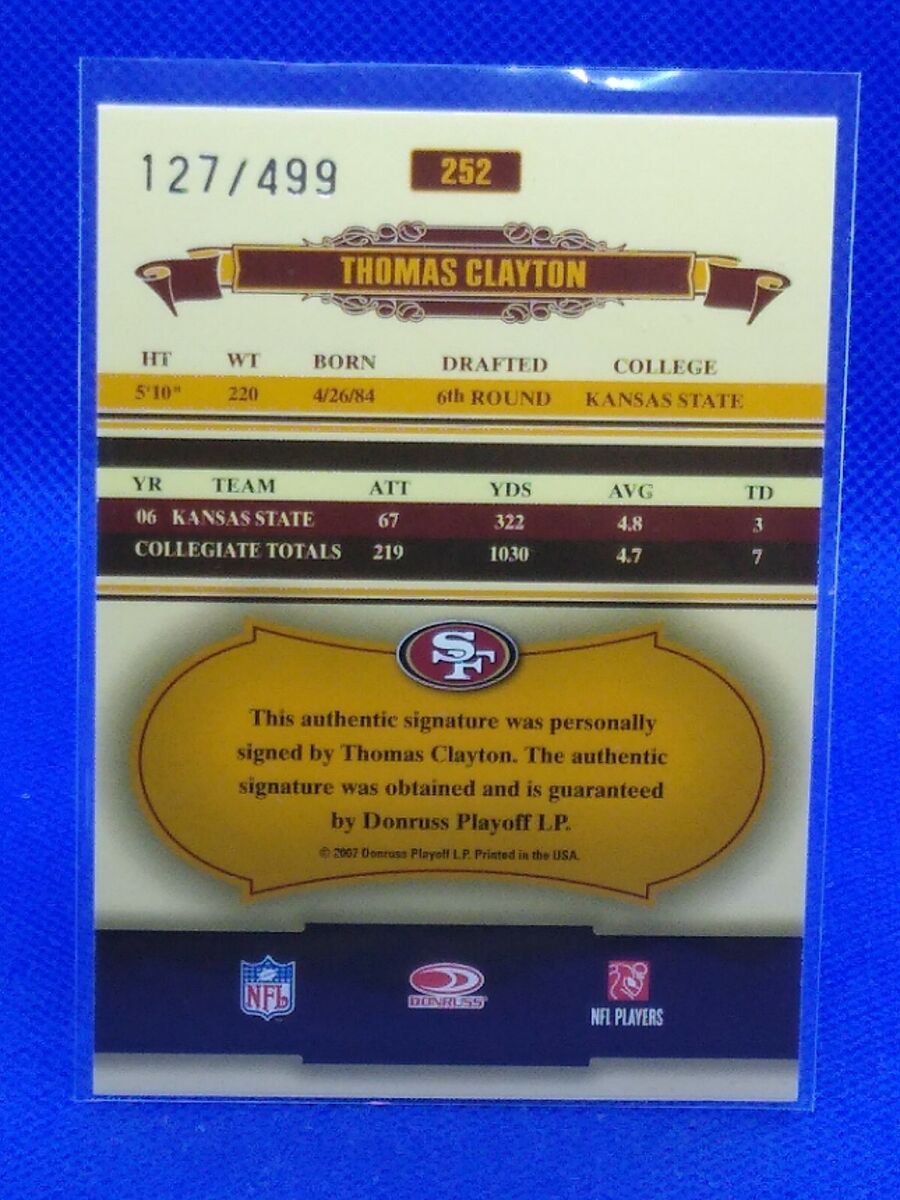 127/499
252
THOMAS CLAYTON
HT WT BORN DRAFTED COLLEGE
5'10" 220 4/26/84 6th ROUND KANSAS STATE
YR TEAM ATT YDS AVG TD
06 KANSAS STATE 67 322 4.8 3
COLLEGIATE TOTALS 219 1030 4.7 7
SF
This authentic signature was personally
signed by Thomas Clayton. The authentic
signature was obtained and is guaranteed
by Donruss Playoff LP.
© 2007 Donruss Playoff L.P. Printed in the USA.
NFL DONRUSS NFL PLAYERS